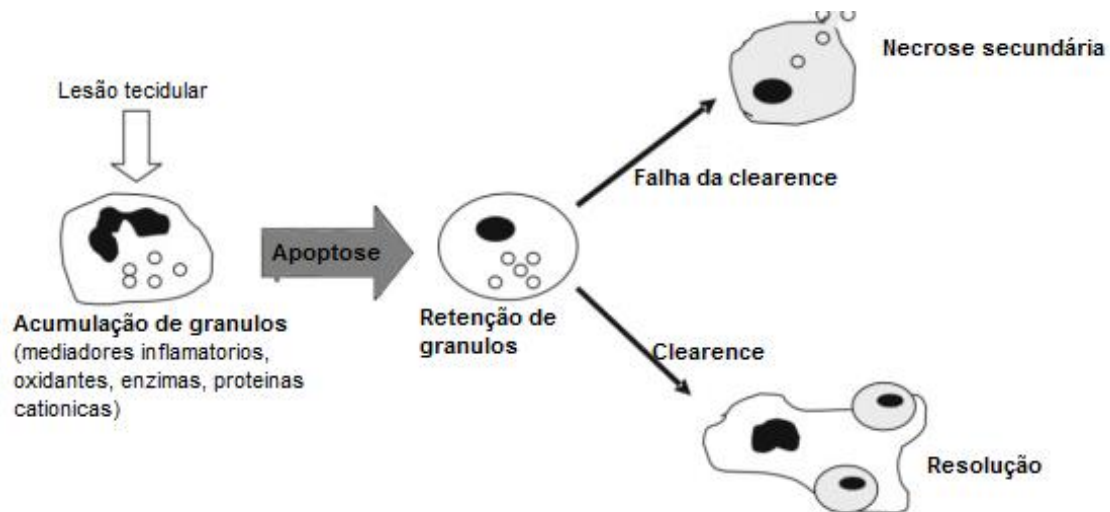 Necrose secundária
Lesão tecidular
Falha da clearence
Apoptose
Acumulação de granulos
(mediadores inflamatorios,
oxidantes, enzimas, proteinas
cationicas)
Retenção de
granulos
Clearence
Resolução